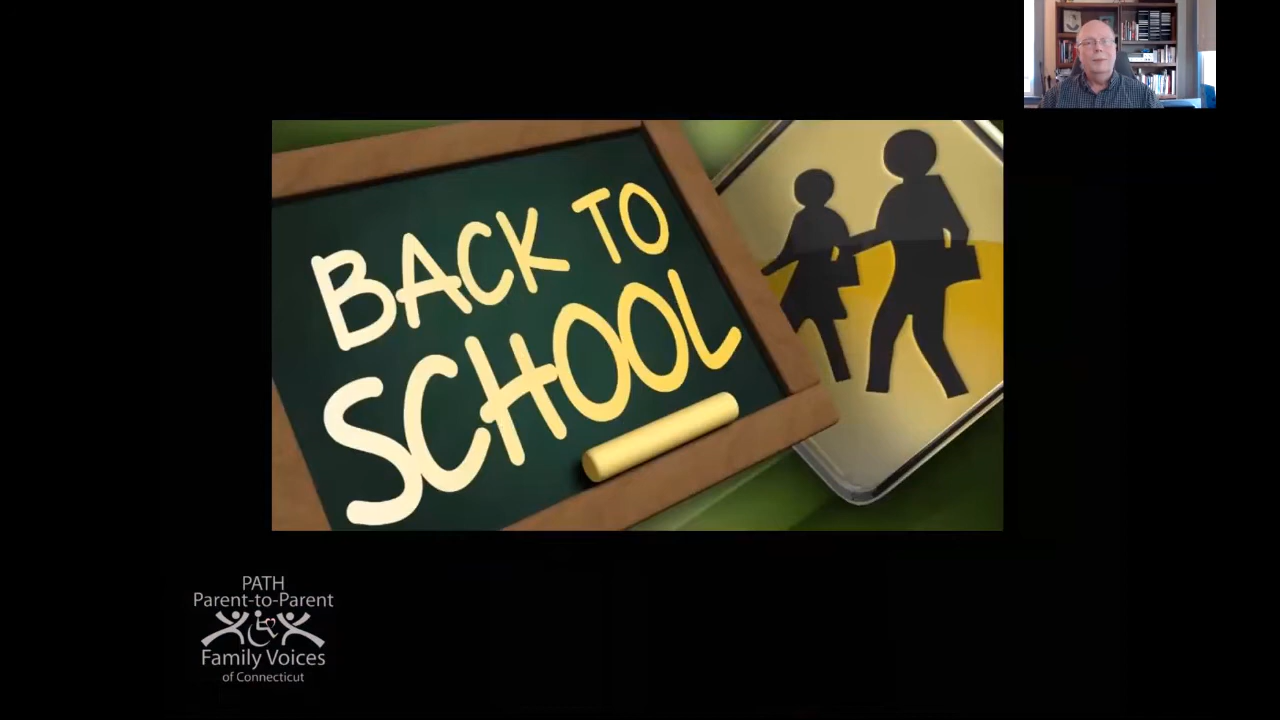 BACK TO
SCHOOL
PATH
Parent-to-Parent
Family Voices
of Connecticut